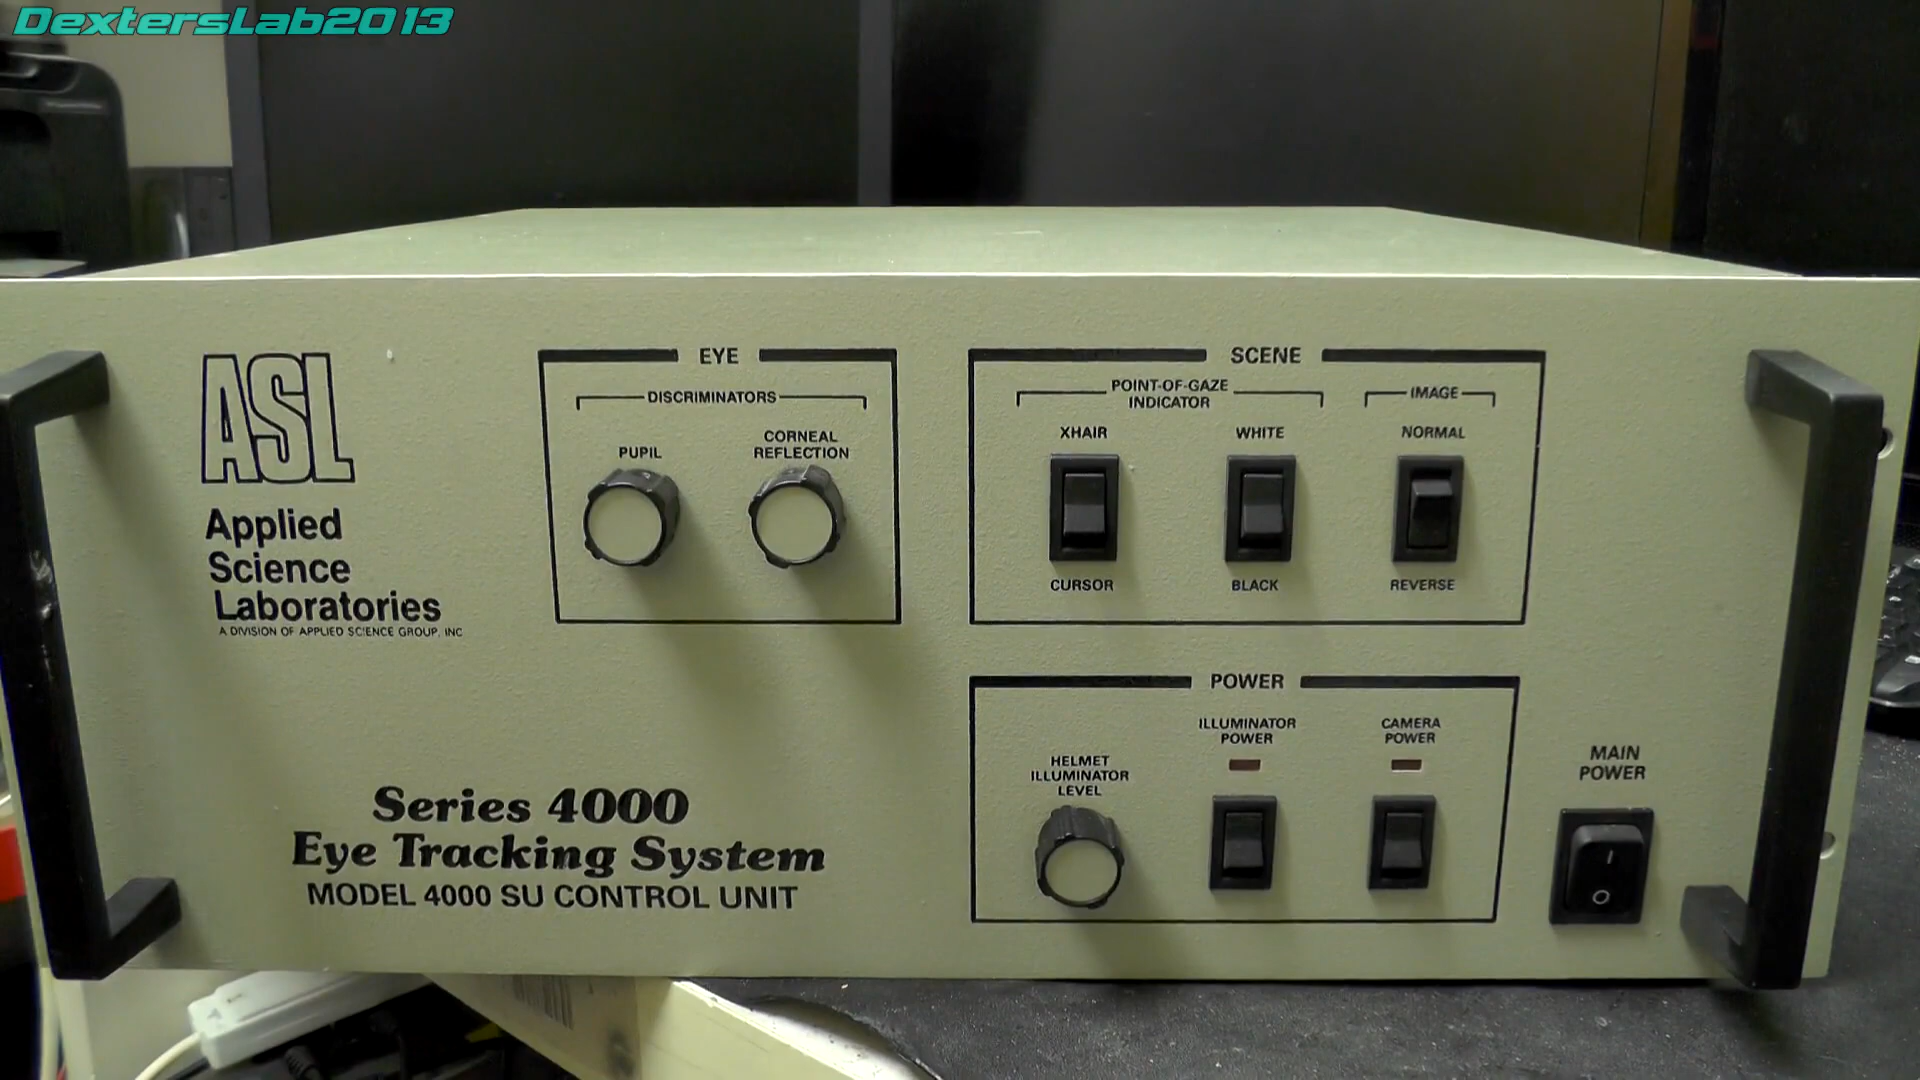 DextersLab2013
ASL
Applied
Science
Laboratories
A DIVISION OF APPLIED SCIENCE GROUP, INC
EYE
DISCRIMINATORS
PUPIL
CORNEAL
REFLECTION
SCENE
POINT-OF-GAZE
INDICATOR
IMAGE
XHAIR
WHITE
NORMAL
CURSOR
BLACK
REVERSE
POWER
HELMET
ILLUMINATOR
LEVEL
ILLUMINATOR
POWER
CAMERA
POWER
MAIN
POWER
Series 4000
Eye Tracking System
MODEL 4000 SU CONTROL UNIT